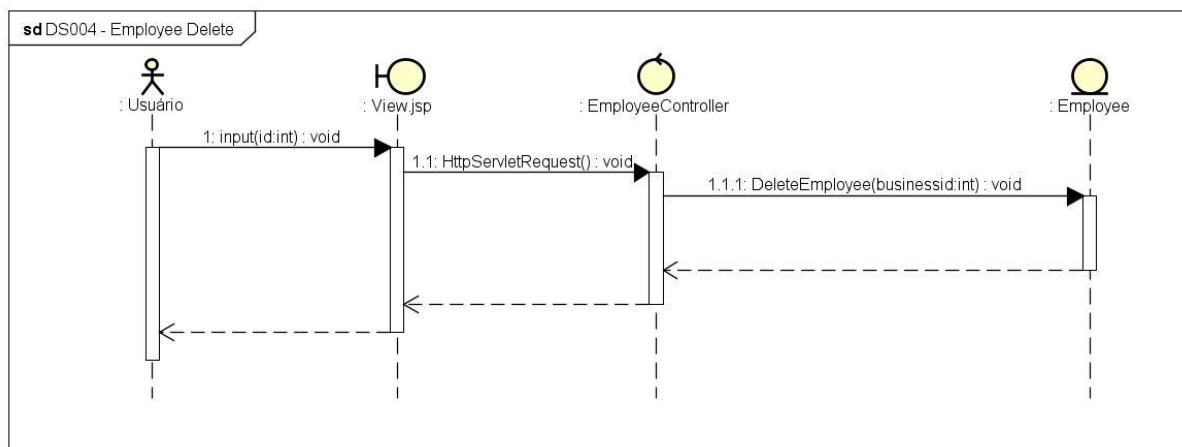 sd DS004 - Employee Delete
: Usuário
: View.jsp
: EmployeeController
: Employee
1: input(id:int) : void
1.1: HttpServletRequest() : void
1.1.1: DeleteEmployee(businessid:int) : void